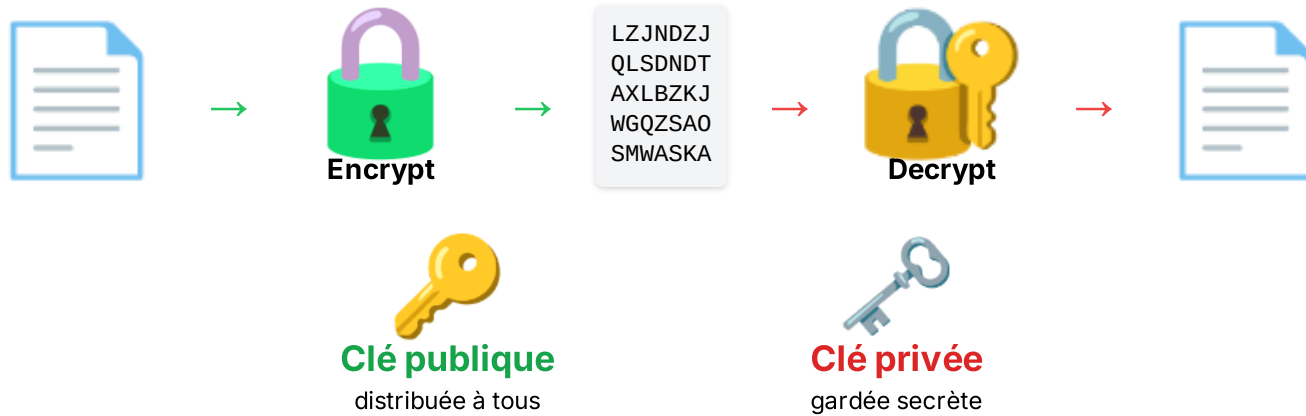 LZJNDZJ
QLSDNDT
AXLBZKJ
WGQZSAO
SMWASKA
Encrypt
Decrypt
Clé publique
distribuée à tous
Clé privée
gardée secrète